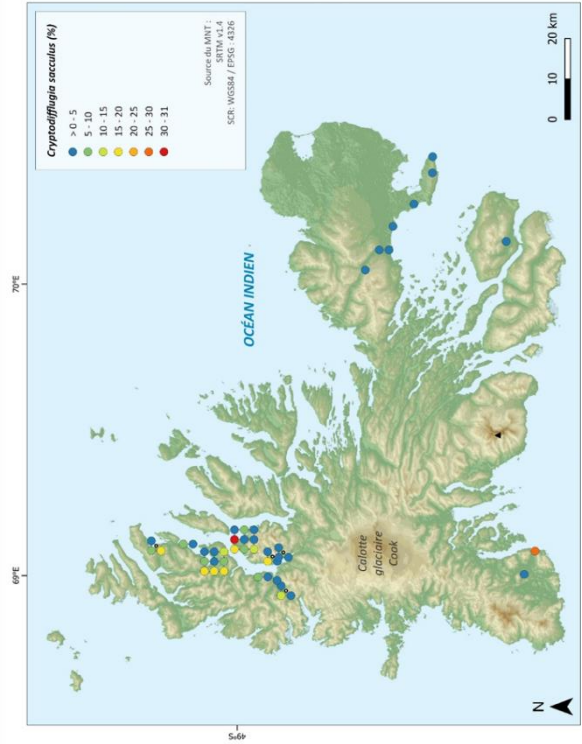 Cryptodifflugia sacculus (%)
> 0 - 5
5 - 10
10 - 15
15 - 20
20 - 25
25 - 30
30 - 31
Source du MNT :
SRTM v1.4
SCR: WGS84 / EPSG : 4326
70°E
69°E
49°S
OCÉAN INDIEN
Calotte
glaciaire
Cook
N
0 10 20 km